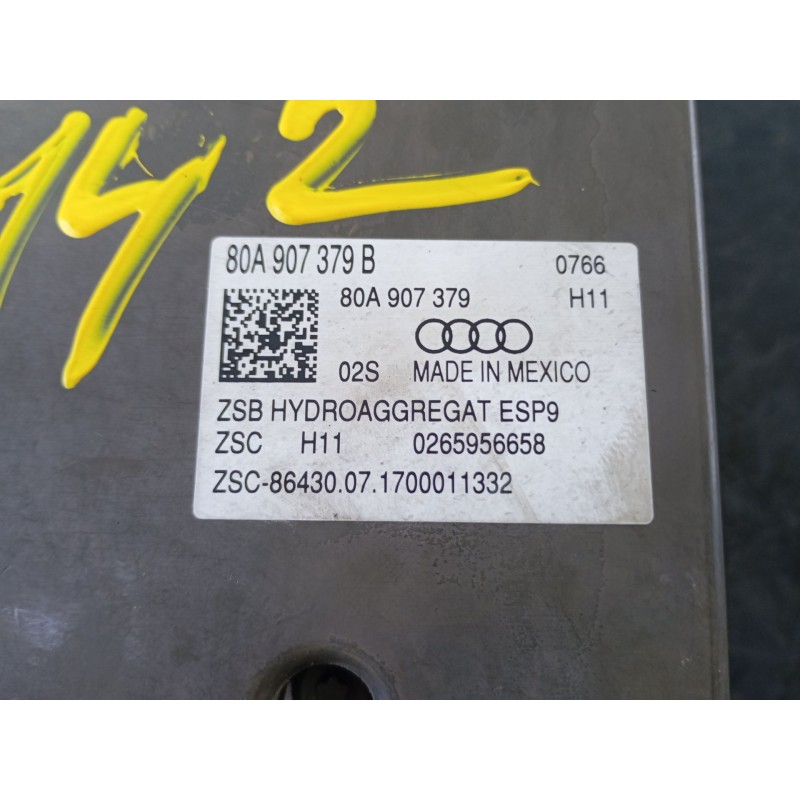 142
80A 907 379 B 0766
80A 907 379 H11
02S MADE IN MEXICO
ZSB HYDROAGGREGAT ESP9
ZSC H11 0265956658
ZSC-86430.07.1700011332